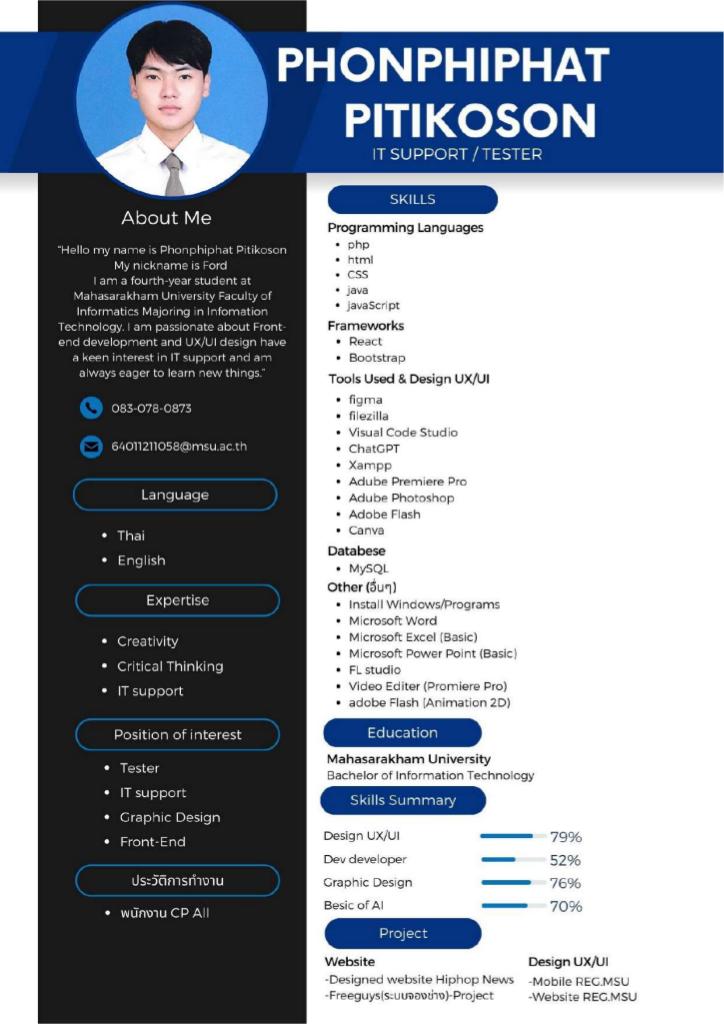 PHONPHIPHAT
PITIKOSON
IT SUPPORT / TESTER
About Me
"Hello my name is Phonphiphat Pitikoson
My nickname is Ford
I am a fourth-year student at
Mahasarakham University Faculty of
Informatics Majoring in Infomation
Technology. I am passionate about Front-
end development and UX/UI design have
a keen interest in IT support and am
always eager to learn new things."
083-078-0873
64011211058@msu.ac.th
Language
• Thai
• English
Expertise
• Creativity
• Critical Thinking
• IT support
Position of interest
• Tester
• IT support
• Graphic Design
• Front-End
ประวัติการทำงาน
• พนักงาน CP All
SKILLS
Programming Languages
• php
• html
• CSS
• java
• javaScript
Frameworks
• React
• Bootstrap
Tools Used & Design UX/UI
• figma
• filezilla
• Visual Code Studio
• ChatGPT
• Xampp
• Adube Premiere Pro
• Adube Photoshop
• Adobe Flash
• Canva
Databese
• MySQL
Other (อื่นๆ)
• Install Windows/Programs
• Microsoft Word
• Microsoft Excel (Basic)
• Microsoft Power Point (Basic)
• FL studio
• Video Editer (Promiere Pro)
• adobe Flash (Animation 2D)
Education
Mahasarakham University
Bachelor of Information Technology
Skills Summary
Design UX/UI 79%
Dev developer 52%
Graphic Design 76%
Besic of AI 70%
Project
Website
-Designed website Hiphop News
-Freeguys(ระบบจองช่าง)-Project
Design UX/UI
-Mobile REG.MSU
-Website REG.MSU